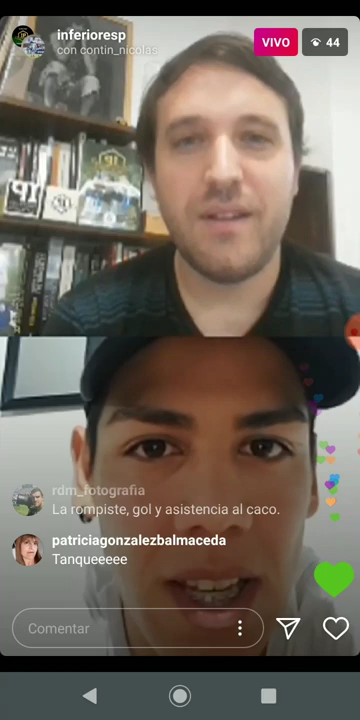 inferioresp
con contin_nicolas
VIVO
44
rdm_fotografia
La rompiste, gol y asistencia al caco.
patriciagonzalezbalmaceda
Tanqueeeee
Comentar